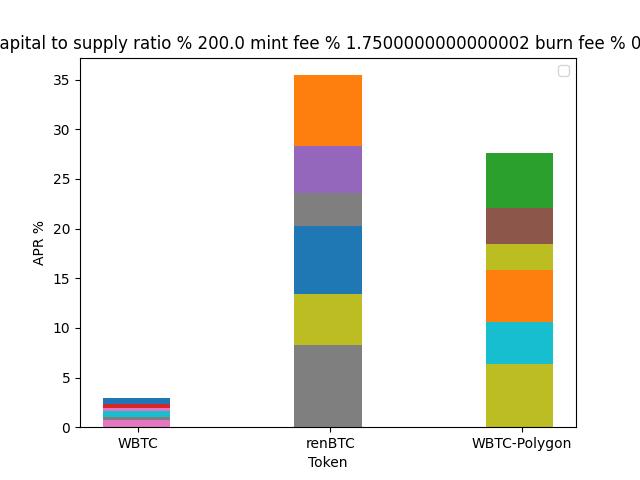 apital to supply ratio % 200.0 mint fee % 1.7500000000000002 burn fee % 0
APR %
35
30
25
20
15
10
5
0
WBTC renBTC WBTC-Polygon
Token